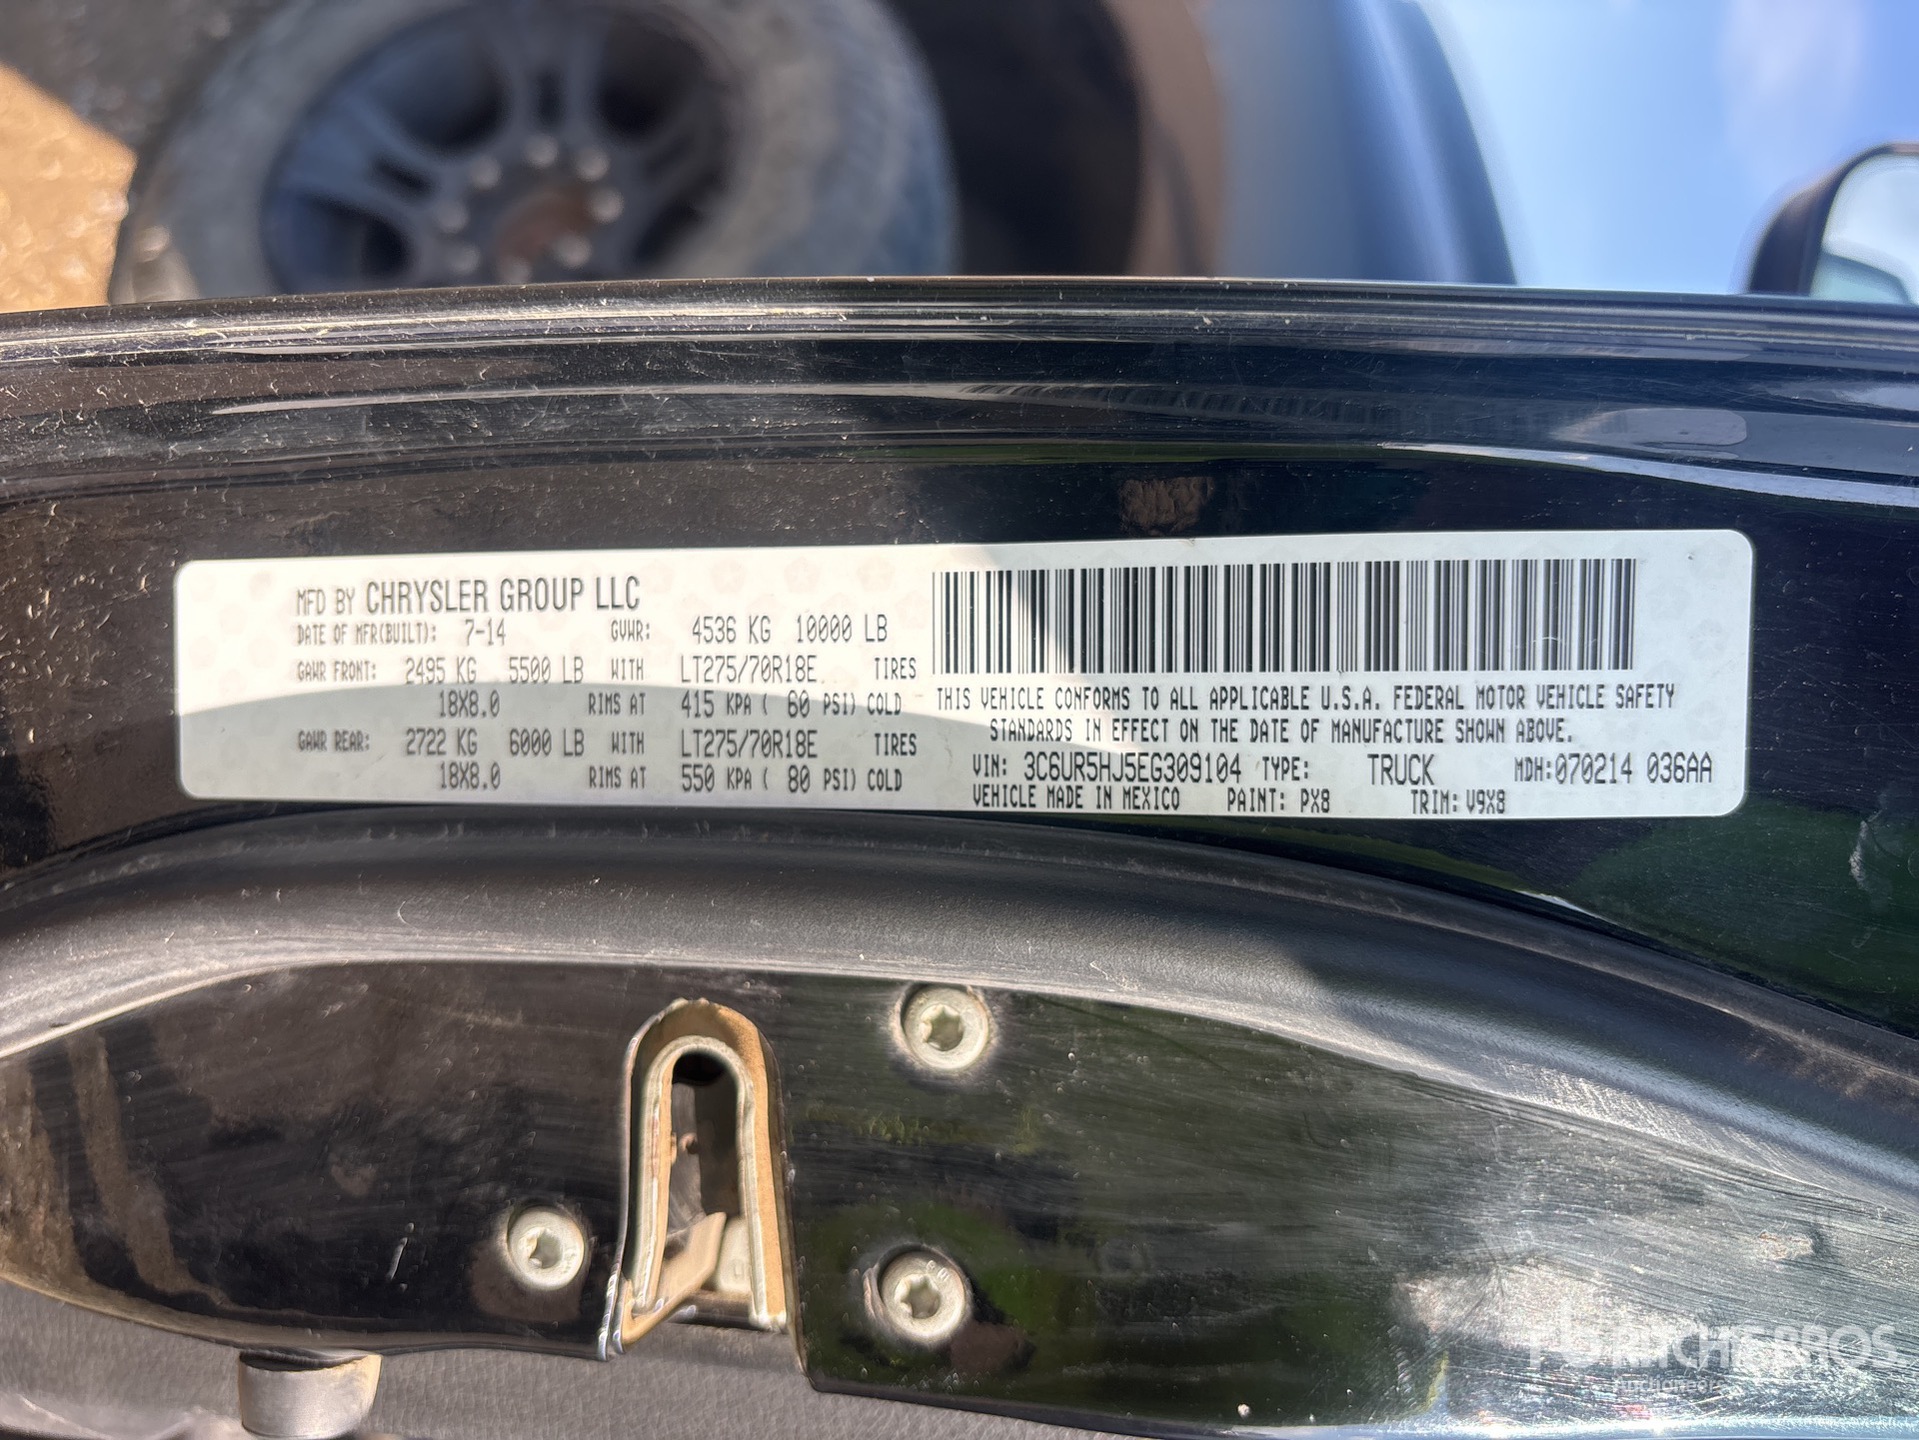 MFD BY CHRYSLER GROUP LLC
DATE OF MFR(BUILT): 7-14 GVWR: 4536 KG 10000 LB
GAWR FRONT: 2495 KG 5500 LB WITH LT275/70R18E TIRES
18X8.0 RIMS AT 415 KPA ( 60 PSI) COLD
GAWR REAR: 2722 KG 6000 LB WITH LT275/70R18E TIRES
18X8.0 RIMS AT 550 KPA ( 80 PSI) COLD
THIS VEHICLE CONFORMS TO ALL APPLICABLE U.S.A. FEDERAL MOTOR VEHICLE SAFETY
STANDARDS IN EFFECT ON THE DATE OF MANUFACTURE SHOWN ABOVE.
VIN: 3C6UR5HJ5EG309104 TYPE: TRUCK MDH:070214 036AA
VEHICLE MADE IN MEXICO PAINT: PX8 TRIM: V9X8
RITCHIE BROS.
Auctioneers